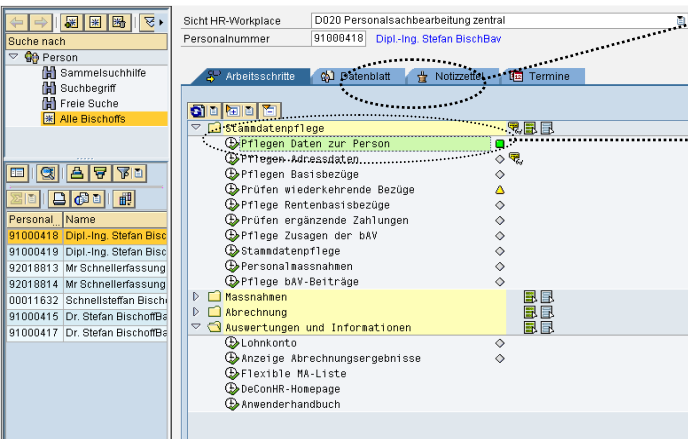 Sicht HR-Workplace D020 Personalsachbearbeitung zentral
Personalnummer 91000418 Dipl.-Ing. Stefan BischBav
Suche nach
Person
Sammelsuchhilfe
Suchbegriff
Freie Suche
Alle Bischoffs
Arbeitsschritte Datenblatt Notizzettel Termine
Stammdatenpflege
Pflegen Daten zur Person
Pflegen Adressdaten
Pflegen Basisbezüge
Prüfen wiederkehrende Bezüge
Pflege Rentenbasisbezüge
Prüfen ergänzende Zahlungen
Pflege Zusagen der bAV
Stammdatenpflege
Personalmassnahmen
Pflege bAV-Beiträge
Massnahmen
Abrechnung
Auswertungen und Informationen
Lohnkonto
Anzeige Abrechnungsergebnisse
Flexible MA-Liste
DeConHR-Homepage
Anwenderhandbuch
Personal... Name
91000418 Dipl.-Ing. Stefan Bisc
91000419 Dipl.-Ing. Stefan Bisc
92018813 Mr Schnellerfassung
92018814 Mr Schnellerfassung
00011632 Schnellsteffan Bisch
91000415 Dr. Stefan BischoffBa
91000417 Dr. Stefan BischoffBa